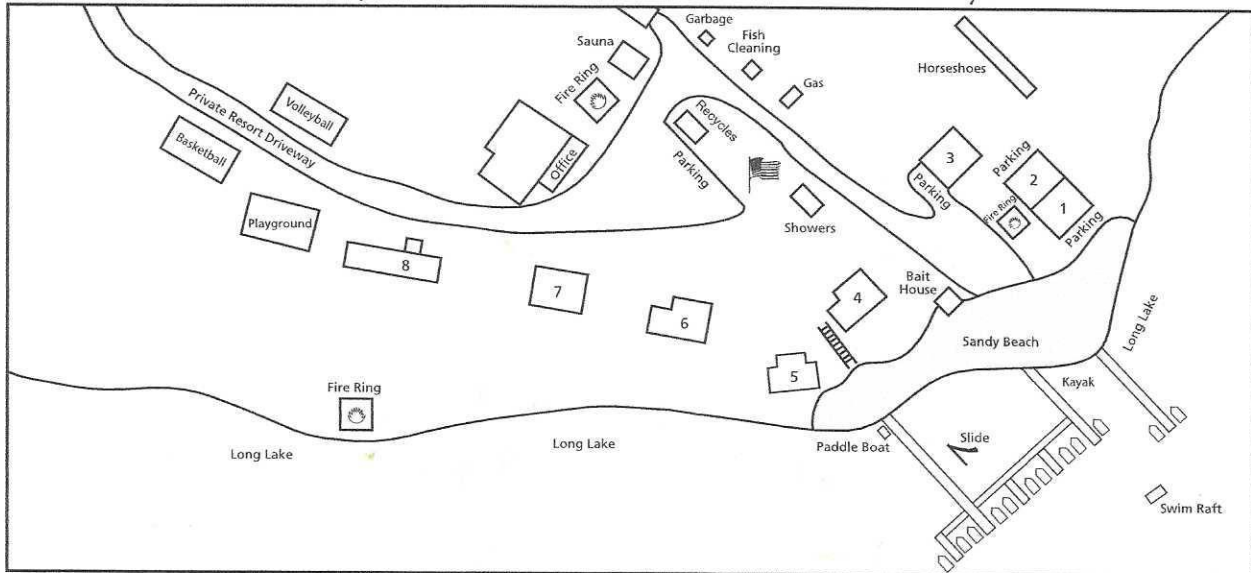 Garbage
Sauna
Fish
Cleaning
Gas
Horseshoes
Fire Ring
Volleyball
Private Resort Driveway
Basketball
Office
Recycles
Parking
Showers
3
Parking
Parking
2
1
Fire Ring
Parking
Playground
8
7
6
4
Bait
House
5
Sandy Beach
Long Lake
Kayak
Fire Ring
Long Lake
Long Lake
Paddle Boat
Slide
Swim Raft